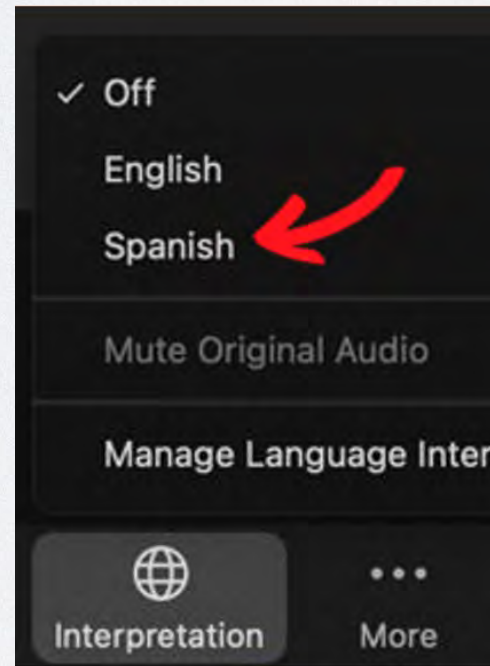 Off
English
Spanish
Mute Original Audio
Manage Language Inter
Interpretation
More